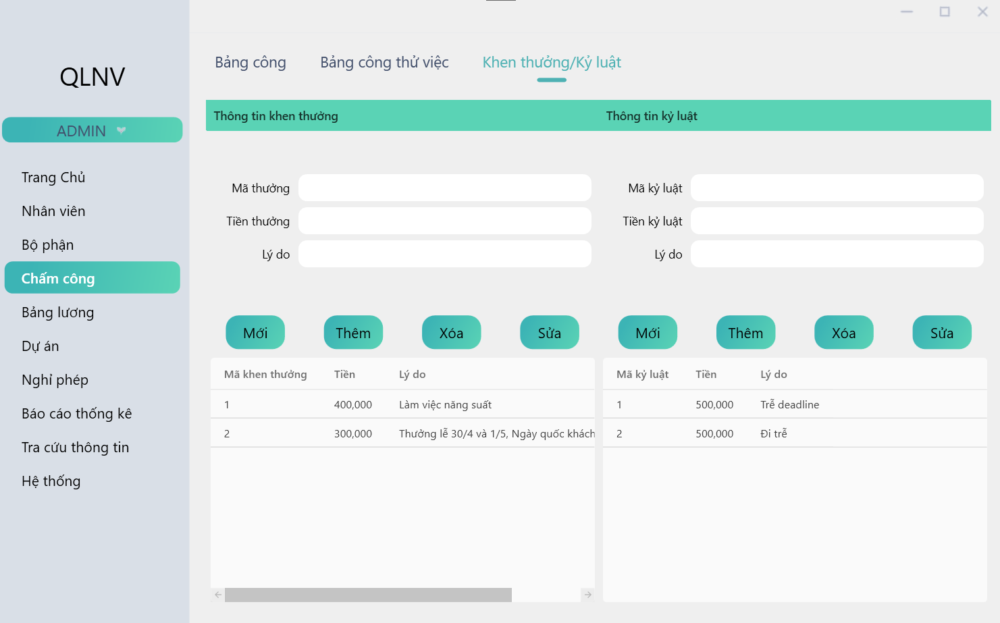 QLNV
ADMIN
Trang Chủ
Nhân viên
Bộ phận
Chấm công
Bảng lương
Dự án
Nghỉ phép
Báo cáo thống kê
Tra cứu thông tin
Hệ thống
Bảng công Bảng công thử việc Khen thưởng/Kỷ luật
Thông tin khen thưởng Thông tin kỷ luật
Mã thưởng Mã kỷ luật
Tiền thưởng Tiền kỷ luật
Lý do Lý do
Mới Thêm Xóa Sửa Mới Thêm Xóa Sửa
Mã khen thưởng Tiền Lý do Mã kỷ luật Tiền Lý do
1 400,000 Làm việc năng suất 1 500,000 Trễ deadline
2 300,000 Thưởng lễ 30/4 và 1/5, Ngày quốc khách 2 500,000 Đi trễ